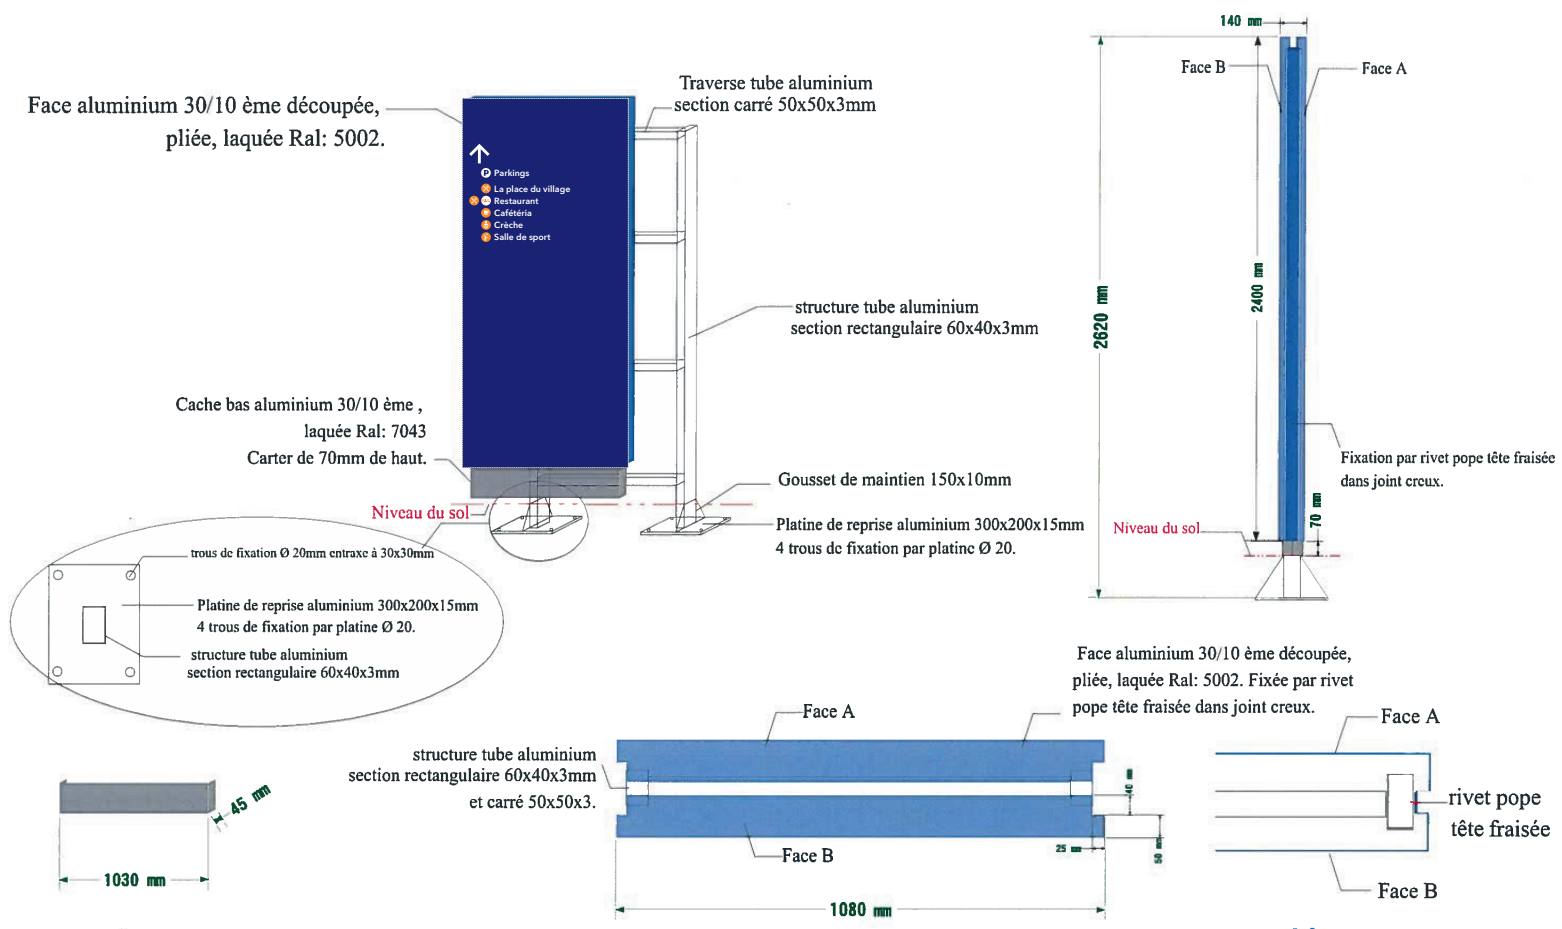 Face aluminium 30/10 ème découpée,
pliée, laquée Ral: 5002.
Traverse tube aluminium
section carré 50x50x3mm
P Parkings
La place du village
Restaurant
Cafétéria
Crèche
Salle de sport
structure tube aluminium
section rectangulaire 60x40x3mm
Cache bas aluminium 30/10 ème ,
laquée Ral: 7043
Carter de 70mm de haut.
Niveau du sol
Gousset de maintien 150x10mm
Platine de reprise aluminium 300x200x15mm
4 trous de fixation par platine Ø 20.
trous de fixation Ø 20mm entraxe à 30x30mm
Platine de reprise aluminium 300x200x15mm
4 trous de fixation par platine Ø 20.
structure tube aluminium
section rectangulaire 60x40x3mm
140 mm
Face B
Face A
2400 mm
2620 mm
Fixation par rivet pope tête fraisée
dans joint creux.
70 mm
Niveau du sol
45 mm
1030 mm
Face aluminium 30/10 ème découpée,
pliée, laquée Ral: 5002. Fixée par rivet
pope tête fraisée dans joint creux.
Face A
structure tube aluminium
section rectangulaire 60x40x3mm
et carré 50x50x3.
40 mm
25 mm
50 mm
Face B
1080 mm
Face A
rivet pope
tête fraisée
Face B